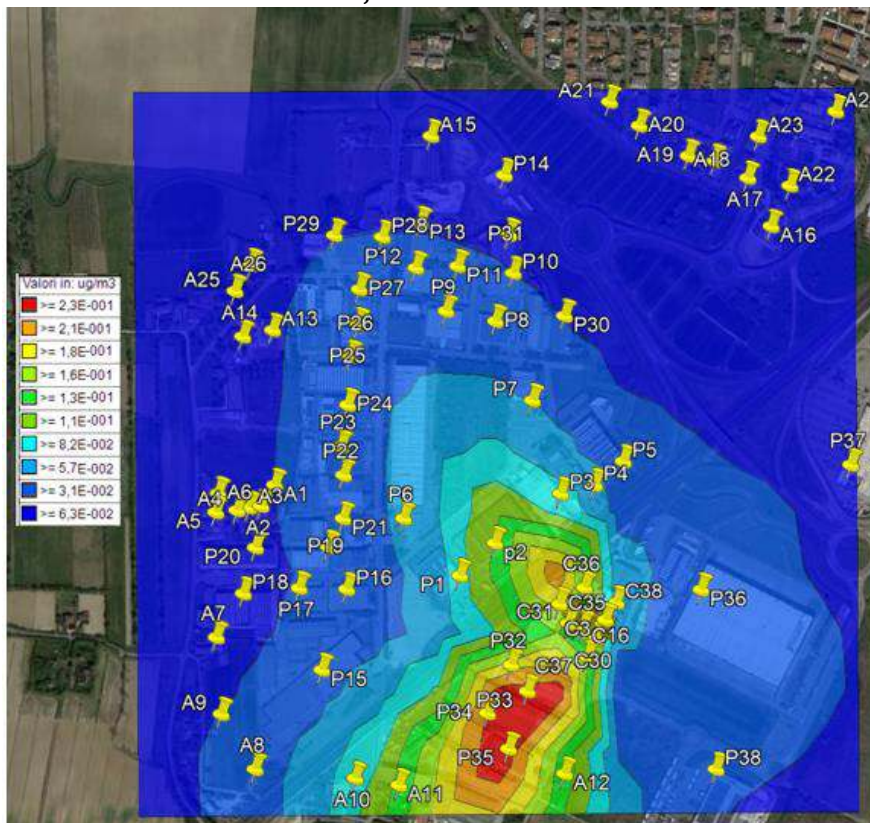 A21
A2
A20
A23
A15
A19
A18
P14
A17
A22
A16
P29
P28
P13
P31
P12
A26
P11
P10
A25
P27
P9
Valori in: ug/m3
>= 2,3E-001
>= 2,1E-001
>= 1,8E-001
>= 1,6E-001
>= 1,3E-001
>= 1,1E-001
>= 8,2E-002
>= 5,7E-002
>= 3,1E-002
>= 6,3E-002
A14
A13
P26
P8
P30
P25
P7
P24
P23
P22
P5
P37
P4
P3
A4
A6
A3
A1
A5
A2
P21
P6
P20
P19
p2
P18
P17
P16
P1
C36
C38
P36
C31
C35
C3
C16
A7
P32
C30
P15
C37
A9
P34
P33
P35
A8
A10
A11
A12
P38